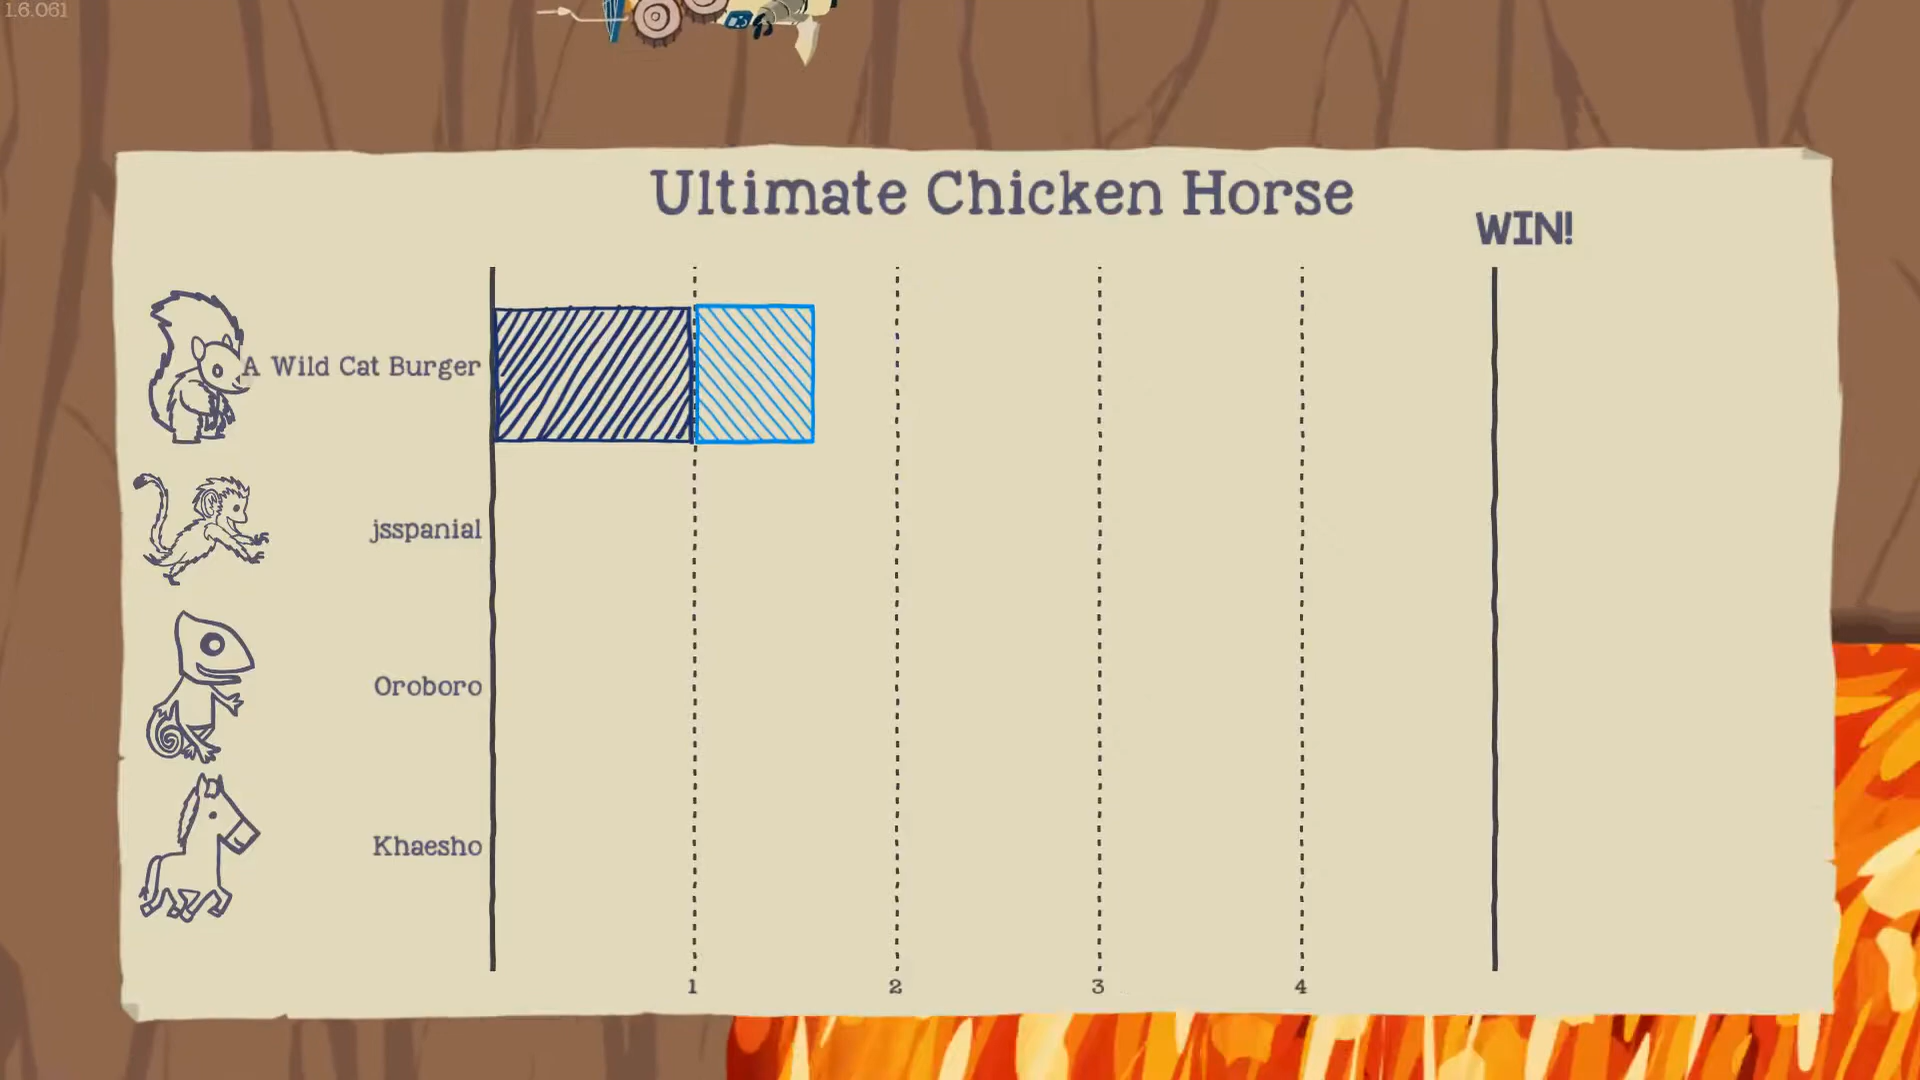 1.6.061
Ultimate Chicken Horse
WIN!
A Wild Cat Burger
jsspanial
Oroboro
Khaesho
1 2 3 4